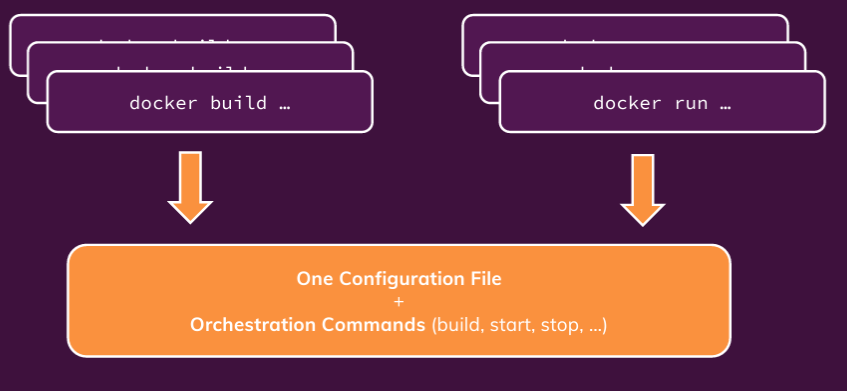 docker build …
docker run …
One Configuration File
+
Orchestration Commands (build, start, stop, …)